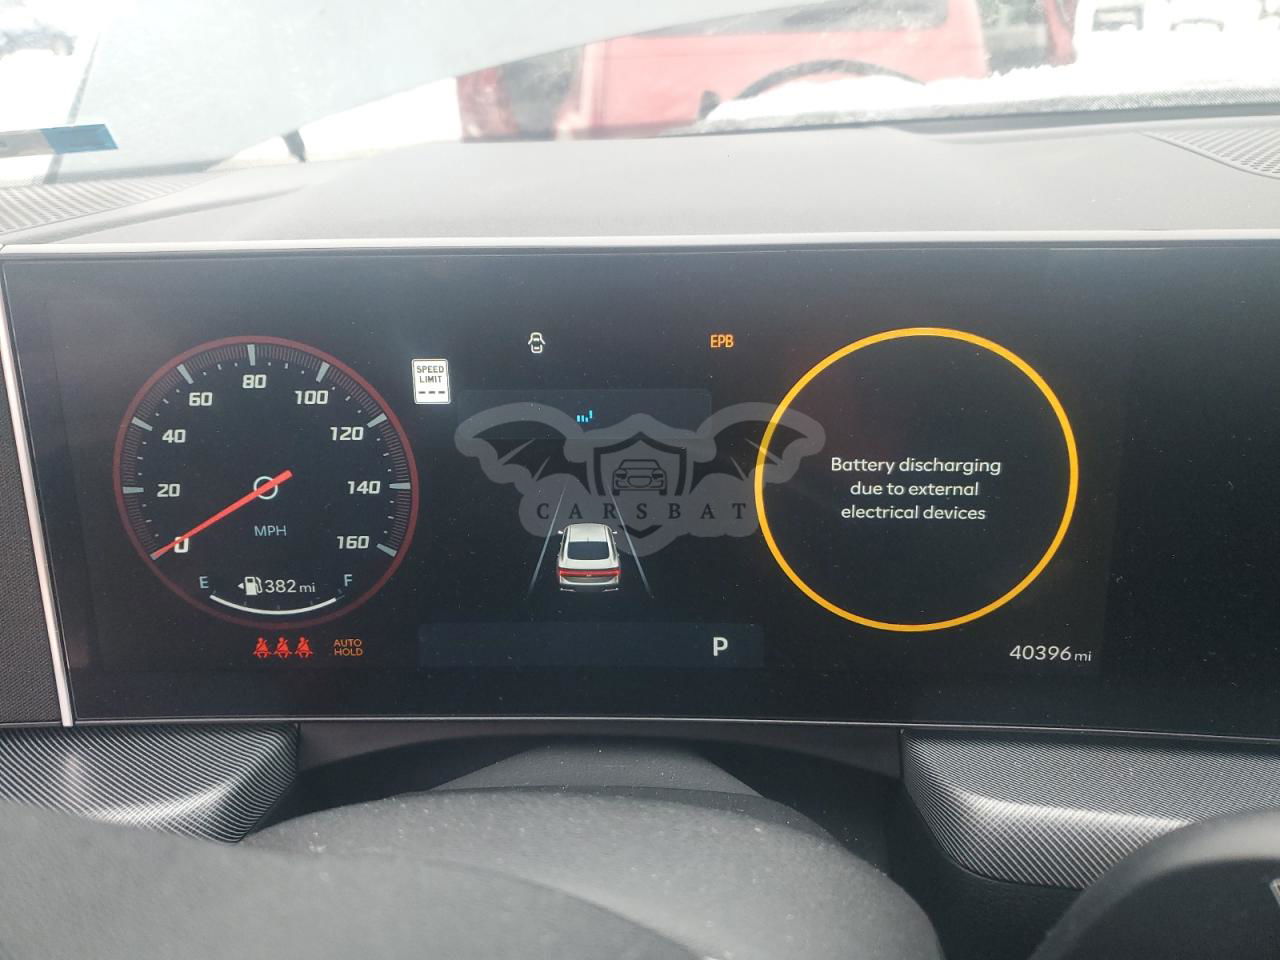 SPEED
LIMIT
---
EPB
0
20
40
60
80
100
120
140
160
MPH
E
382 mi
F
AUTO
HOLD
CARSBAT
P
Battery discharging
due to external
electrical devices
40396 mi